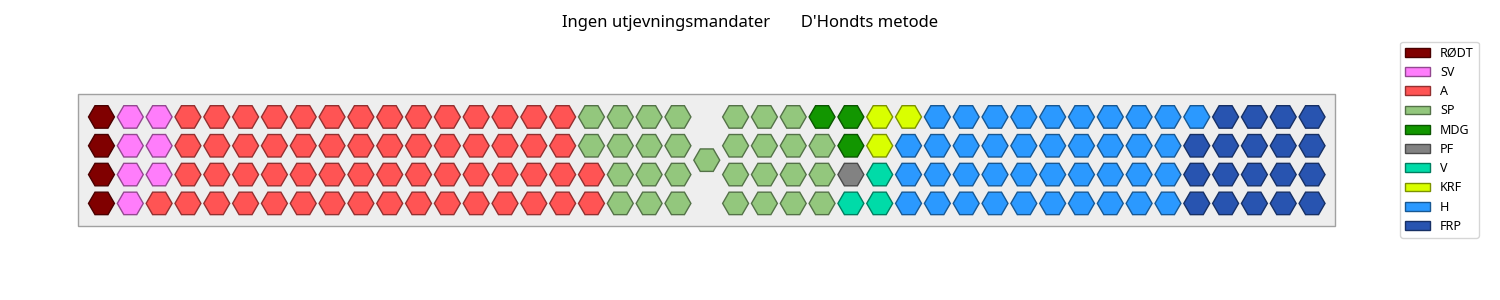 Ingen utjevningsmandater D'Hondts metode
RØDT
SV
A
SP
MDG
PF
V
KRF
H
FRP